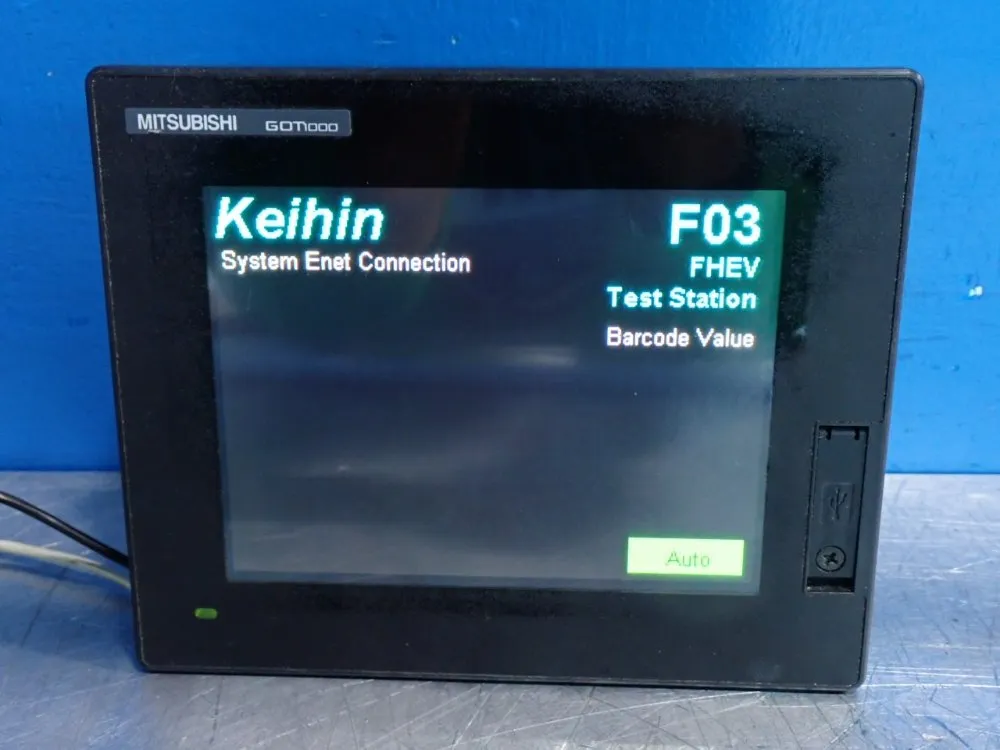 MITSUBISHI GOT1000
Keihin
F03
System Enet Connection
FHEV
Test Station
Barcode Value
Auto